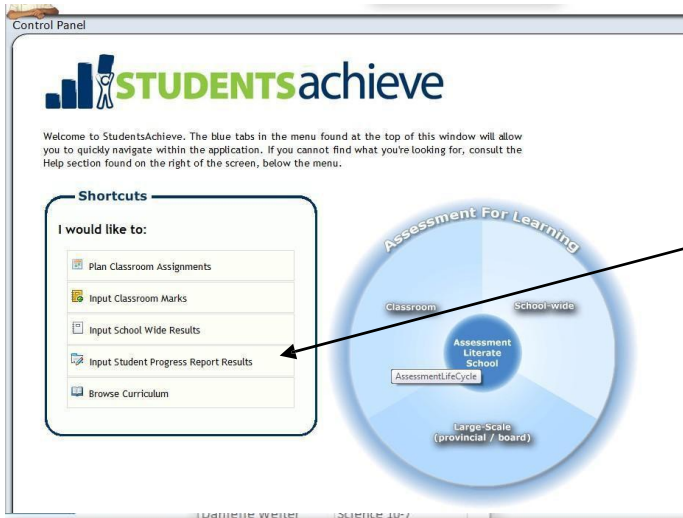 Control Panel
STUDENTSachieve
Welcome to StudentsAchieve. The blue tabs in the menu found at the top of this window will allow
you to quickly navigate within the application. If you cannot find what you're looking for, consult the
Help section found on the right of the screen, below the menu.
Shortcuts
I would like to:
Plan Classroom Assignments
Input Classroom Marks
Input School Wide Results
Input Student Progress Report Results
Browse Curriculum
Assessment For Learning
Classroom
School-wide
Assessment
Literate
School
AssessmentLifeCycle
Large-Scale
(provincial / board)
Science 10-7